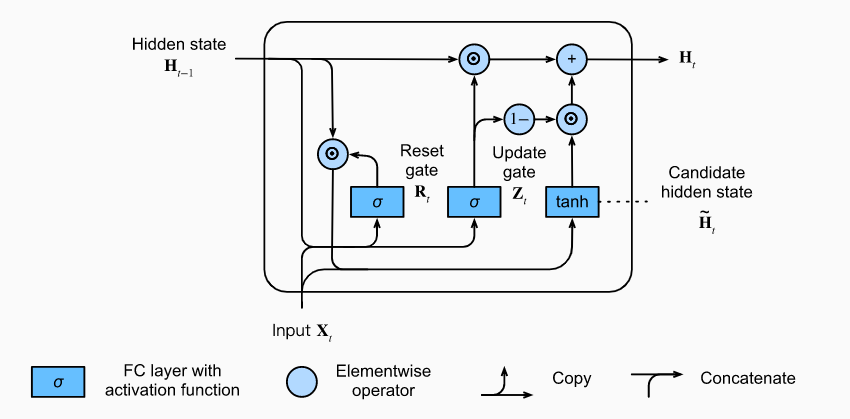 Hidden state
H_{t−1}
H_t
+
1−
Reset
gate
R_t
Update
gate
Z_t
σ
σ
tanh
Candidate
hidden state
H̃_t
Input X_t
σ
FC layer with
activation function
Elementwise
operator
Copy
Concatenate